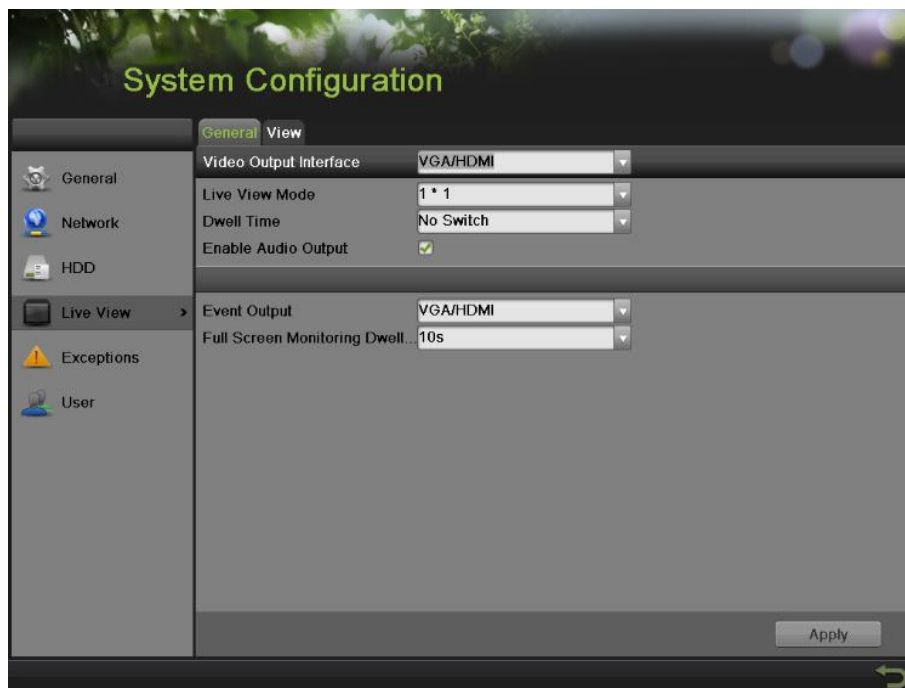 System Configuration
General View
Video Output Interface VGA/HDMI
General
Live View Mode 1 * 1
Network
Dwell Time No Switch
Enable Audio Output
HDD
Live View > Event Output VGA/HDMI
Full Screen Monitoring Dwell... 10s
Exceptions
User
Apply